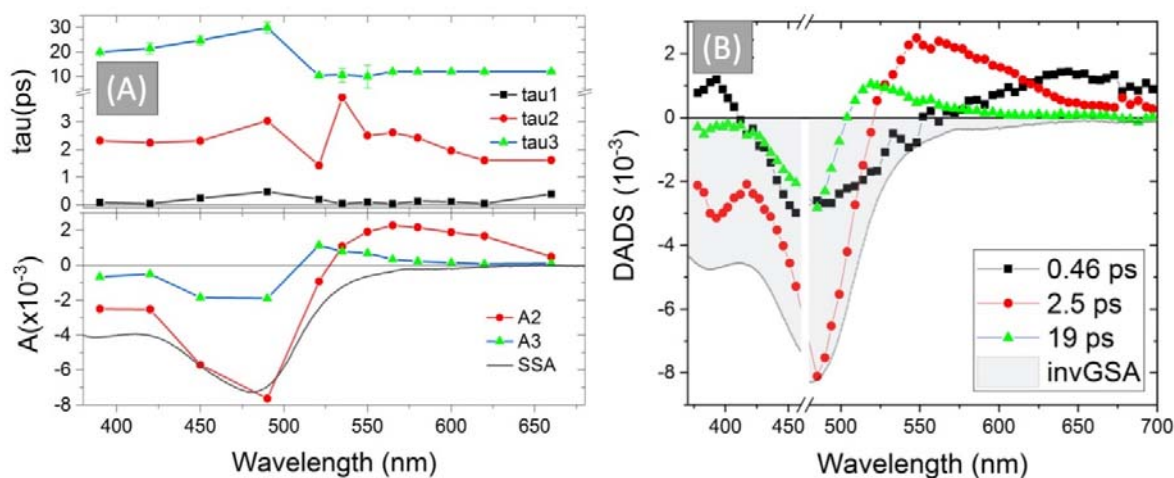 (A)
tau(ps)
30
20
10
3
2
1
0
tau1
tau2
tau3
A(x10⁻³)
2
0
-2
-4
-6
-8
A2
A3
SSA
400 450 500 550 600 650
Wavelength (nm)
(B)
DADS (10⁻³)
2
0
-2
-4
-6
-8
0.46 ps
2.5 ps
19 ps
invGSA
400 450 500 550 600 650 700
Wavelength (nm)